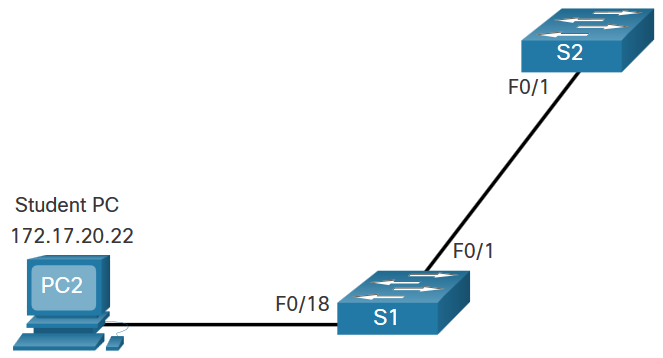 S2
F0/1
Student PC
172.17.20.22
PC2
F0/1
F0/18
S1